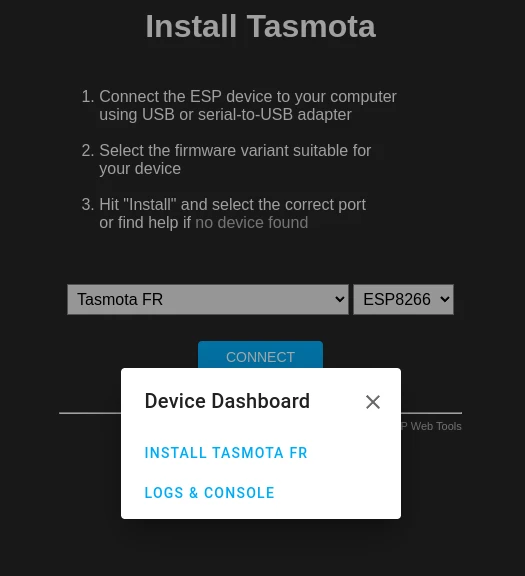 Install Tasmota
1. Connect the ESP device to your computer
using USB or serial-to-USB adapter
2. Select the firmware variant suitable for
your device
3. Hit "Install" and select the correct port
or find help if no device found
Tasmota FR
ESP8266
CONNECT
Device Dashboard
P Web Tools
INSTALL TASMOTA FR
LOGS & CONSOLE